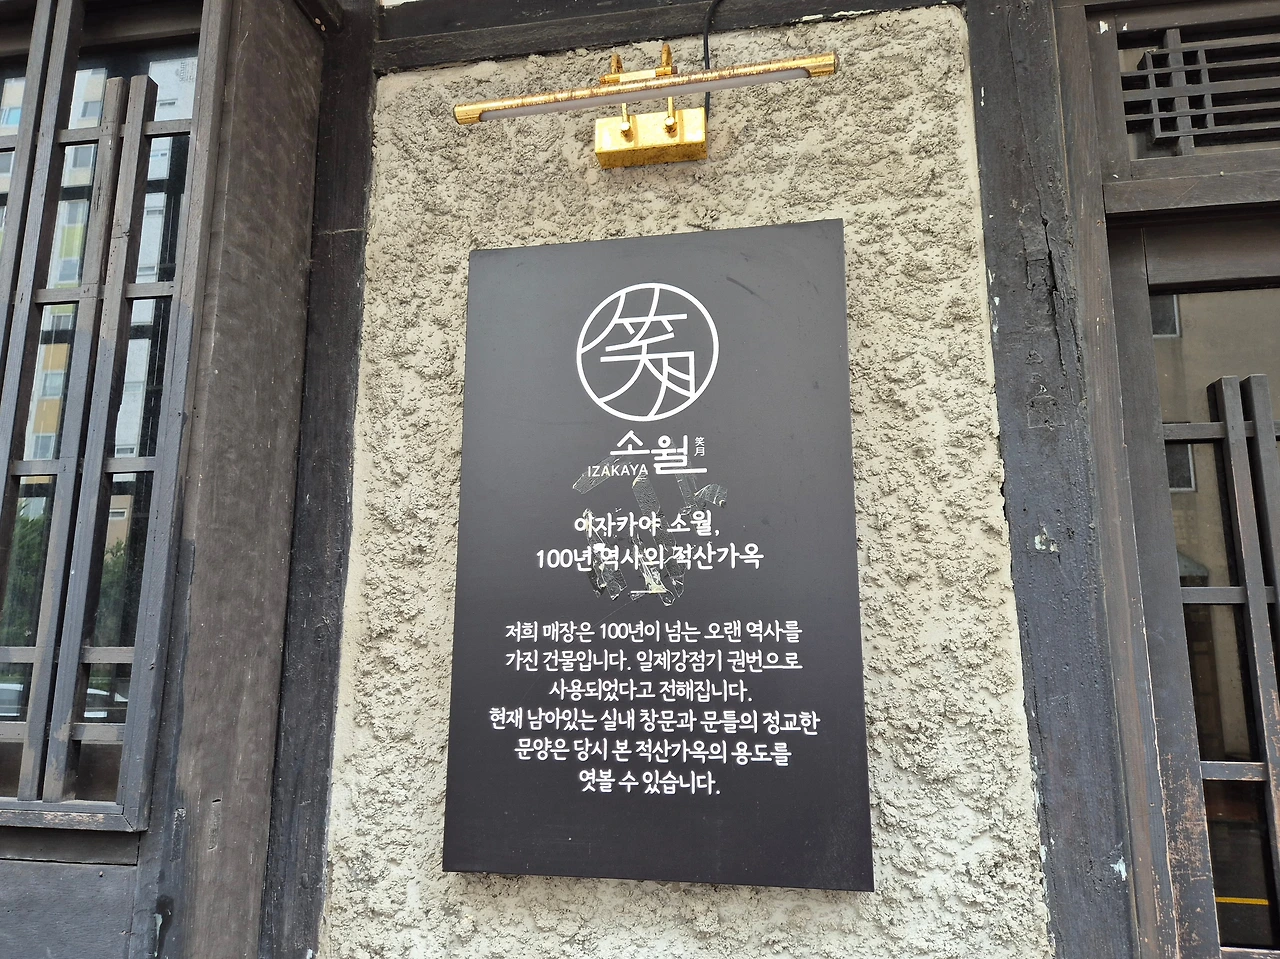 笑月
소월 笑月
IZAKAYA
이자카야 소월,
100년 역사의 적산가옥
저희 매장은 100년이 넘는 오랜 역사를
가진 건물입니다. 일제강점기 권번으로
사용되었다고 전해집니다.
현재 남아있는 실내 창문과 문틀의 정교한
문양은 당시 본 적산가옥의 용도를
엿볼 수 있습니다.